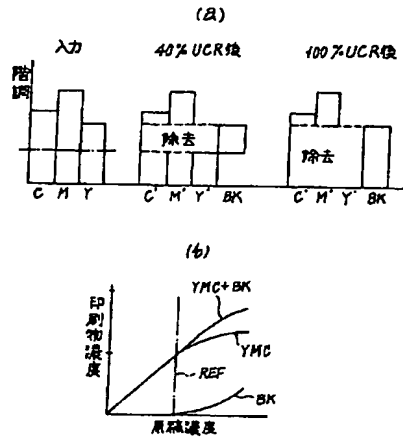 (a)
入力
40%UCR後
100%UCR後
階調
除去
除去
C M Y
C' M' Y' BK
C' M' Y' BK
(b)
印刷物濃度
YMC+BK
YMC
REF
BK
原稿濃度